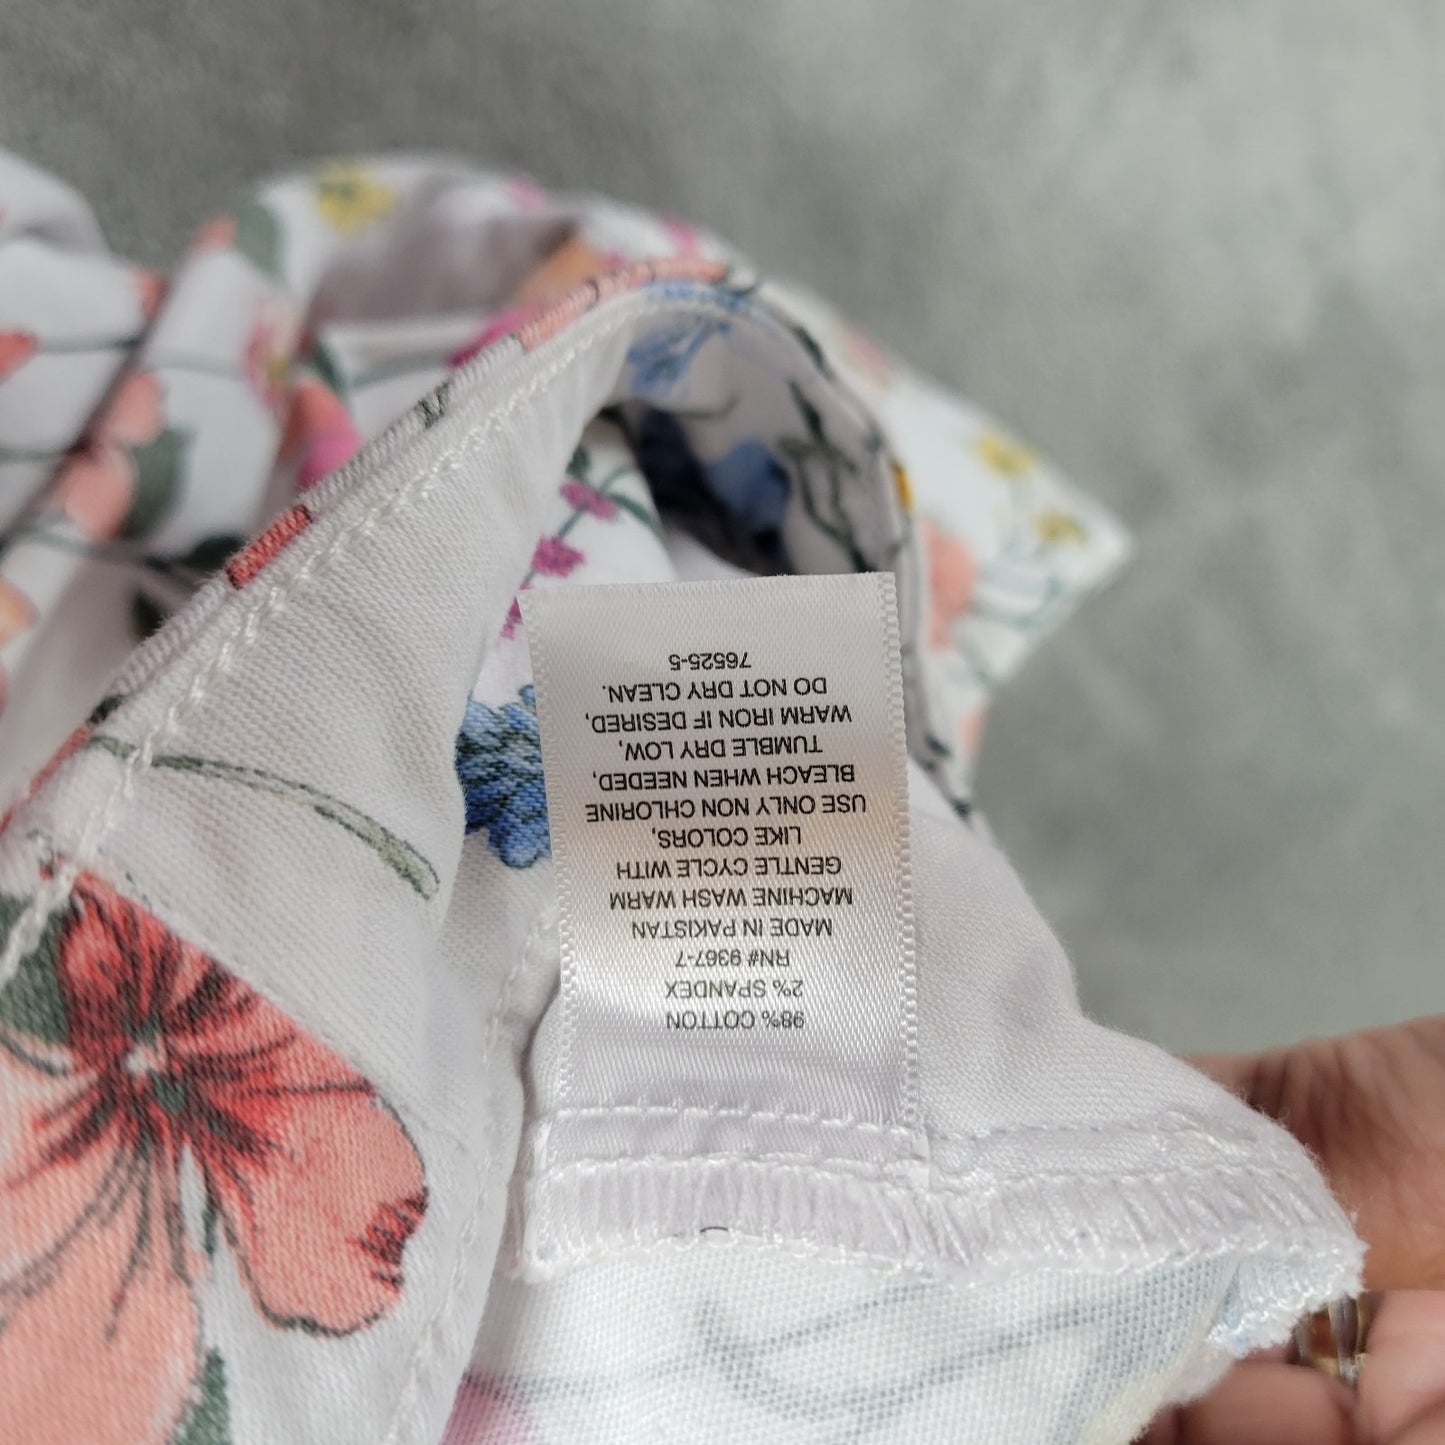 98% COTTON
2% SPANDEX
RN# 9367-7
MADE IN PAKISTAN
MACHINE WASH WARM
GENTLE CYCLE WITH
LIKE COLORS,
USE ONLY NON CHLORINE
BLEACH WHEN NEEDED,
TUMBLE DRY LOW,
WARM IRON IF DESIRED,
DO NOT DRY CLEAN.
76525-5